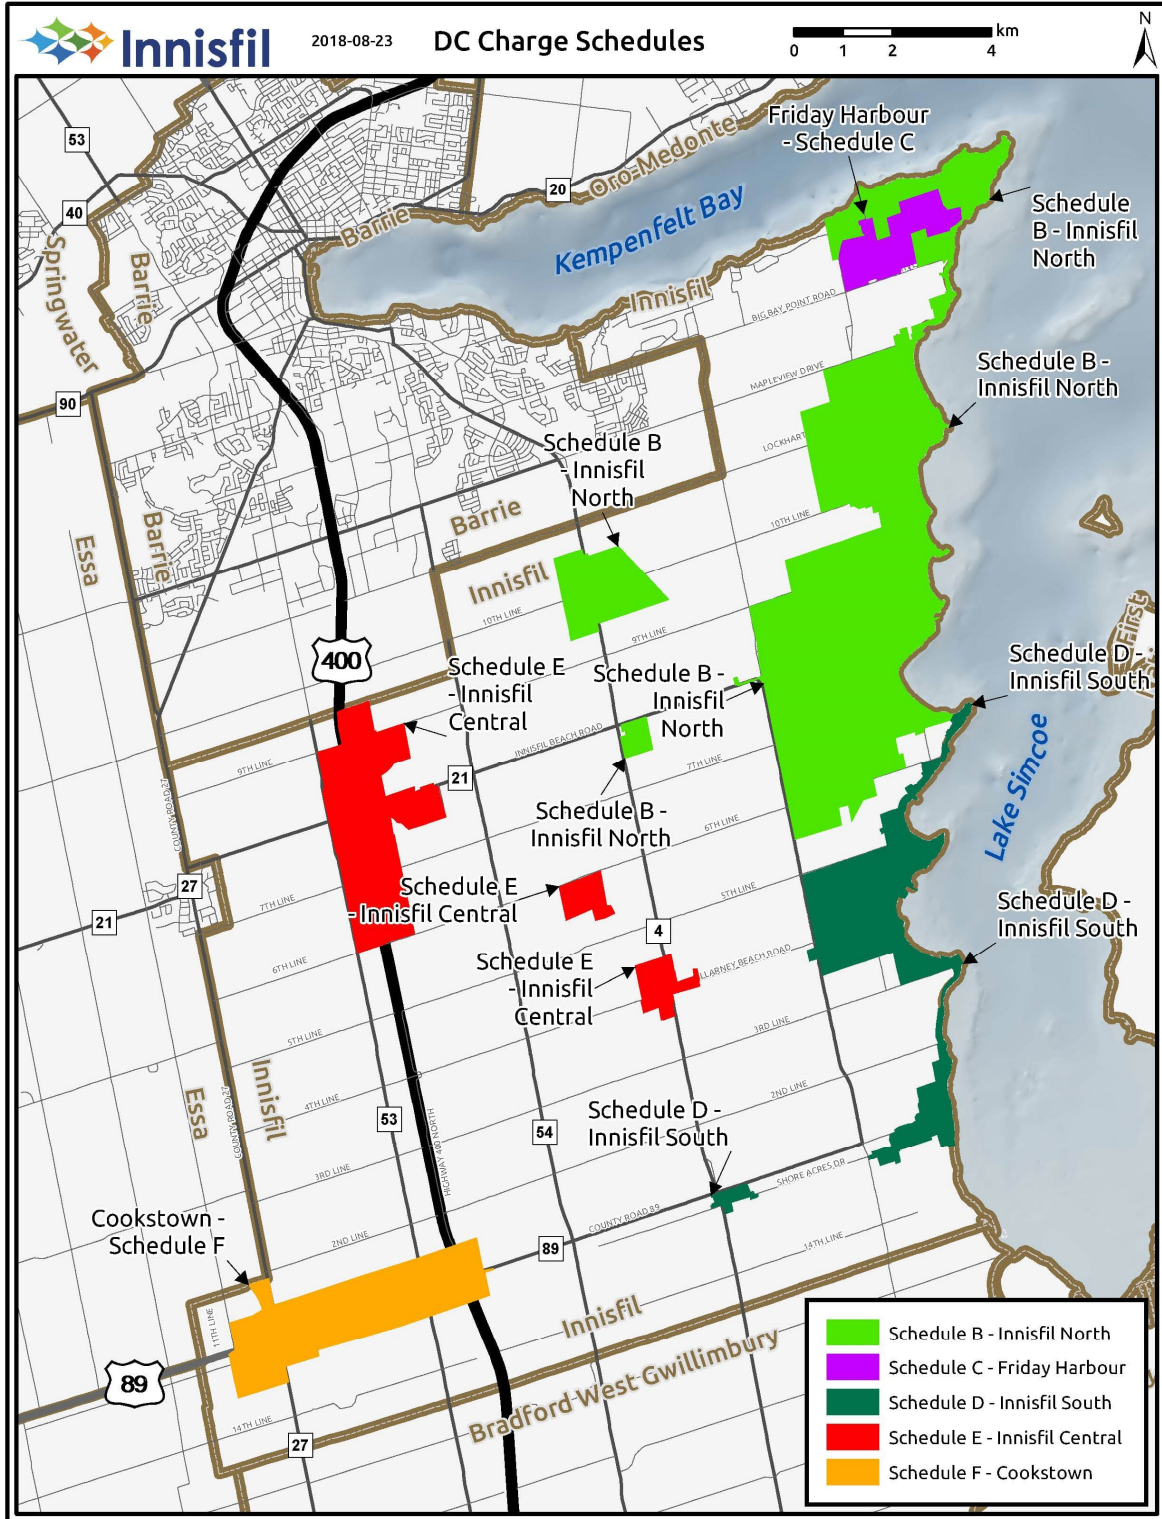 Innisfil
2018-08-23
DC Charge Schedules
0 1 2 4 km
N
53
40
90
20
Oro-Medonte
Barrie
Springwater
Barrie
Kempenfelt Bay
Innisfil
Friday Harbour
- Schedule C
Schedule
B - Innisfil
North
BIG BAY POINT ROAD
MAPLEVIEW DRIVE
LOCKHART
Schedule B -
Innisfil North
Schedule B
- Innisfil
North
10TH LINE
Barrie
Barrie
Essa
Innisfil
10TH LINE
9TH LINE
400
Schedule E
- Innisfil
Central
Schedule B -
Innisfil
North
Schedule D -
Innisfil South
First
INNISFIL BEACH ROAD
9TH LINE
21
7TH LINE
COUNTY ROAD 27
Schedule B -
Innisfil North
6TH LINE
Lake Simcoe
27
21
7TH LINE
Schedule E
- Innisfil Central
5TH LINE
4
Schedule D -
Innisfil South
6TH LINE
Schedule E
- Innisfil
Central
LLARNEY BEACH ROAD
5TH LINE
3RD LINE
4TH LINE
2ND LINE
Innisfil
Essa
COUNTY ROAD 27
53
HIGHWAY 400 NORTH
54
Schedule D -
Innisfil South
3RD LINE
SHORE ACRES DR
COUNTY ROAD 89
Cookstown -
Schedule F
2ND LINE
89
14TH LINE
11TH LINE
Innisfil
Bradford West Gwillimbury
89
14TH LINE
27
Schedule B - Innisfil North
Schedule C - Friday Harbour
Schedule D - Innisfil South
Schedule E - Innisfil Central
Schedule F - Cookstown